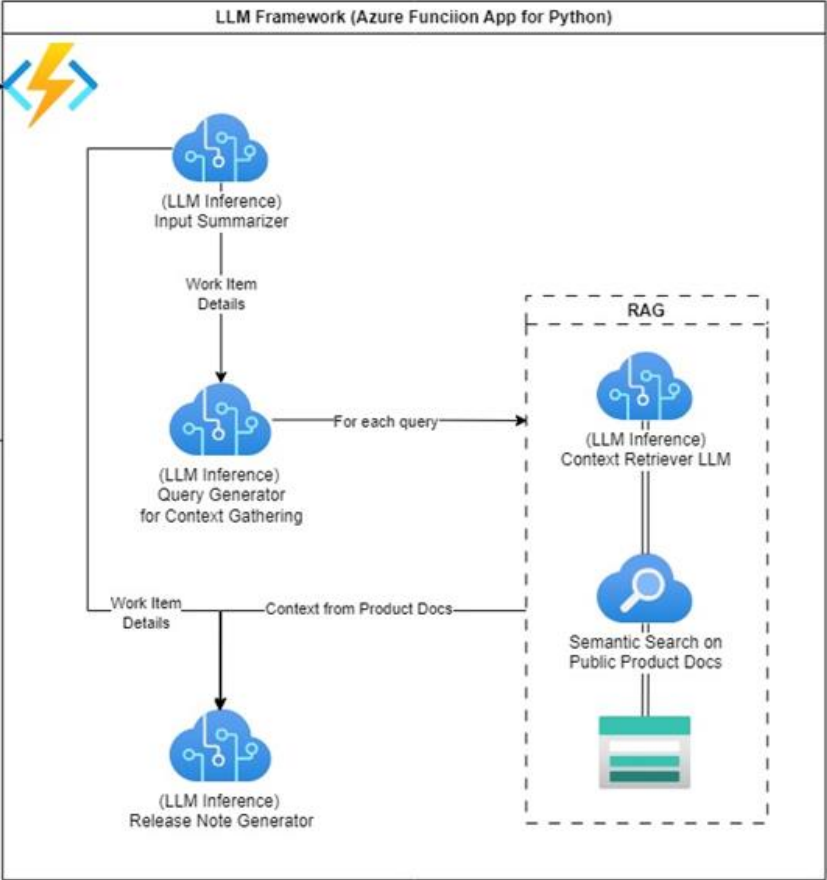 LLM Framework (Azure Funciion App for Python)
(LLM Inference)
Input Summarizer
Work Item
Details
RAG
(LLM Inference)
Context Retriever LLM
For each query
(LLM Inference)
Query Generator
for Context Gathering
Semantic Search on
Public Product Docs
Work Item
Details
Context from Product Docs
(LLM Inference)
Release Note Generator